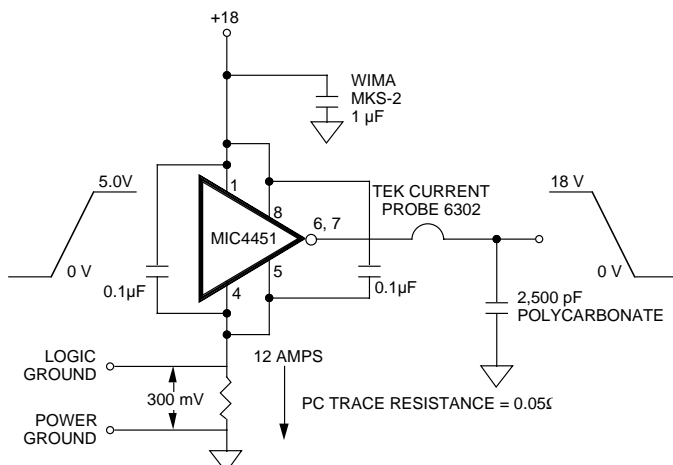 +18
WIMA
MKS-2
1 µF
5.0V
0 V
0.1µF
1
8
MIC4451
6, 7
5
4
0.1µF
TEK CURRENT
PROBE 6302
18 V
0 V
2,500 pF
POLYCARBONATE
LOGIC
GROUND
300 mV
POWER
GROUND
12 AMPS
PC TRACE RESISTANCE = 0.05Ω